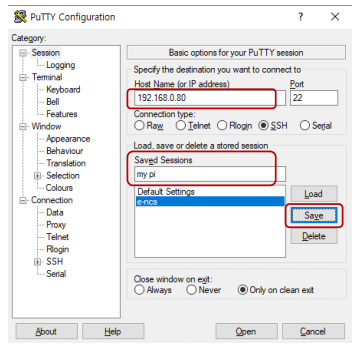 PuTTY Configuration ? ×
Category:
Session
Logging
Terminal
Keyboard
Bell
Features
Window
Appearance
Behaviour
Translation
Selection
Colours
Connection
Data
Proxy
Telnet
Rlogin
SSH
Serial
Basic options for your PuTTY session
Specify the destination you want to connect to
Host Name (or IP address) Port
192.168.0.80 22
Connection type:
Raw Telnet Rlogin SSH Serial
Load, save or delete a stored session
Saved Sessions
my pi
Default Settings
e-ncs
Load
Save
Delete
Close window on exit:
Always Never Only on clean exit
About Help Open Cancel